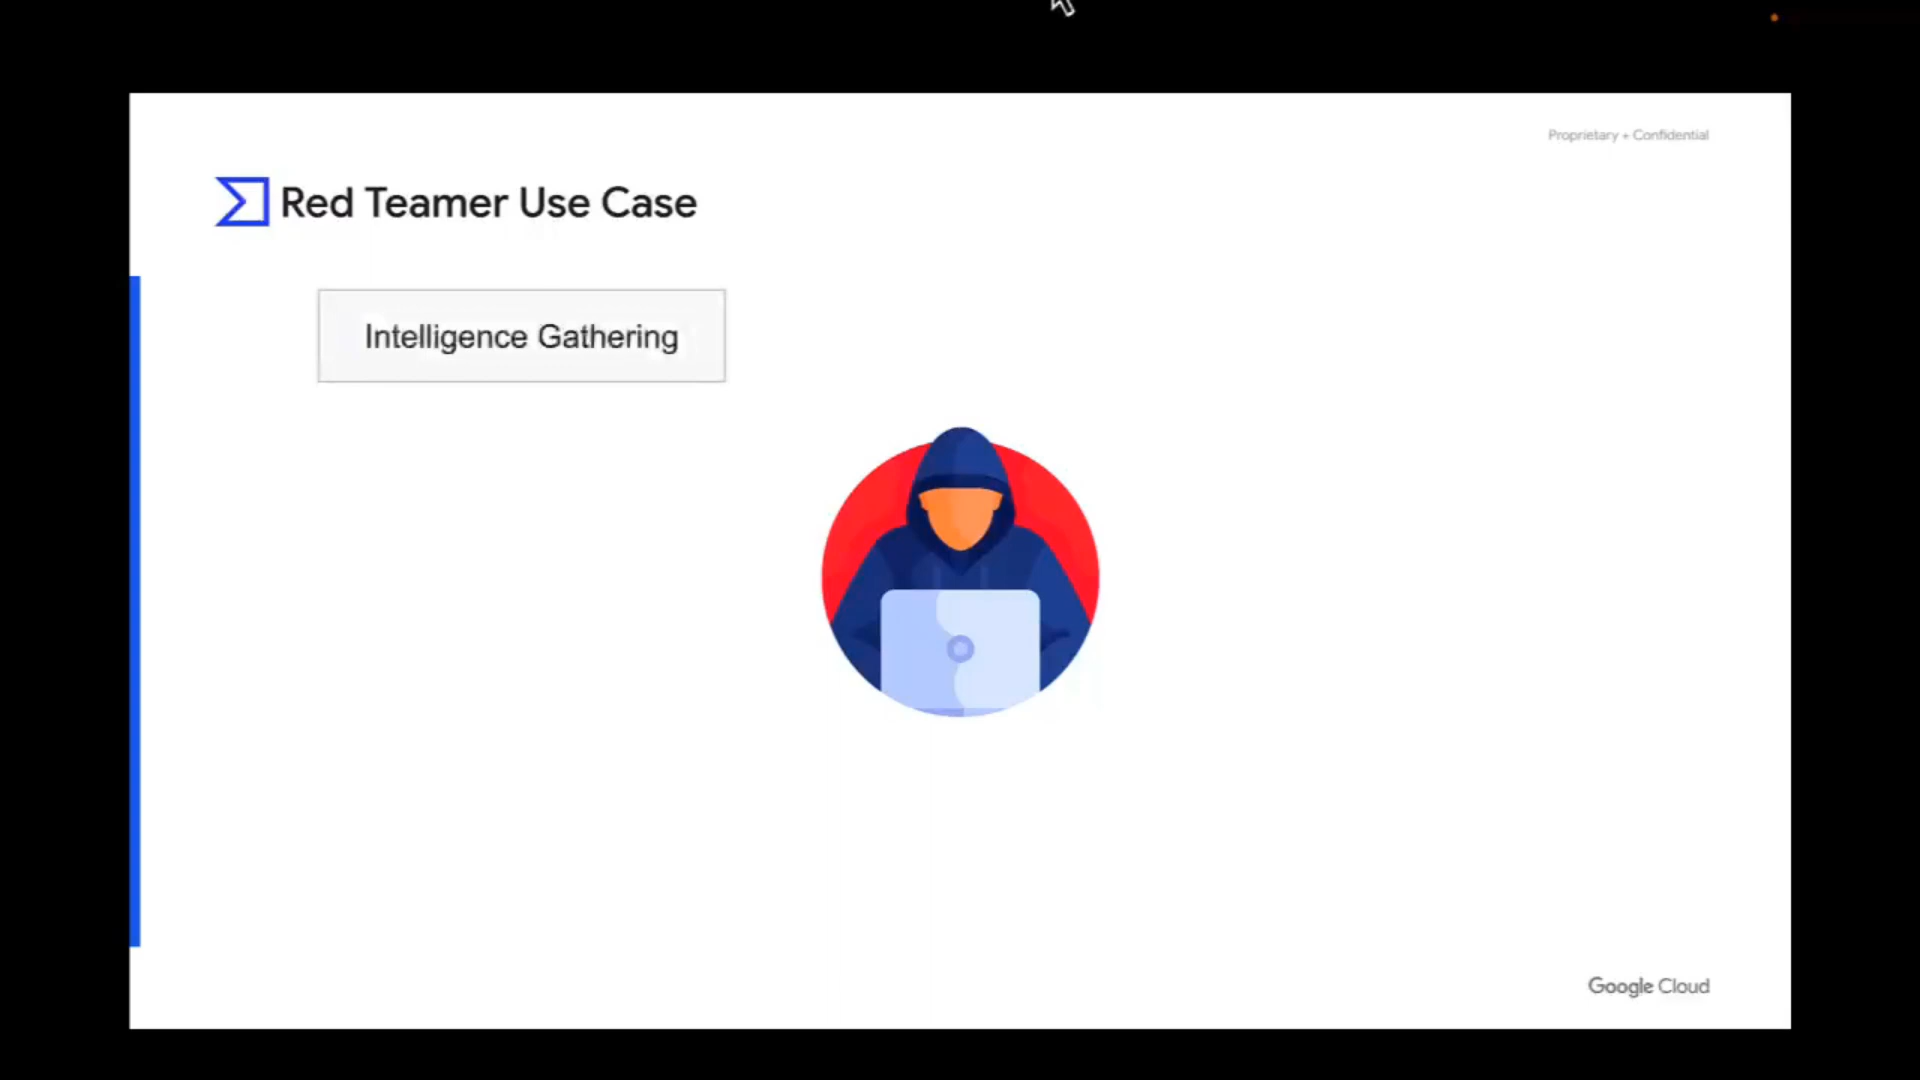 Proprietary + Confidential
Red Teamer Use Case
Intelligence Gathering
Google Cloud